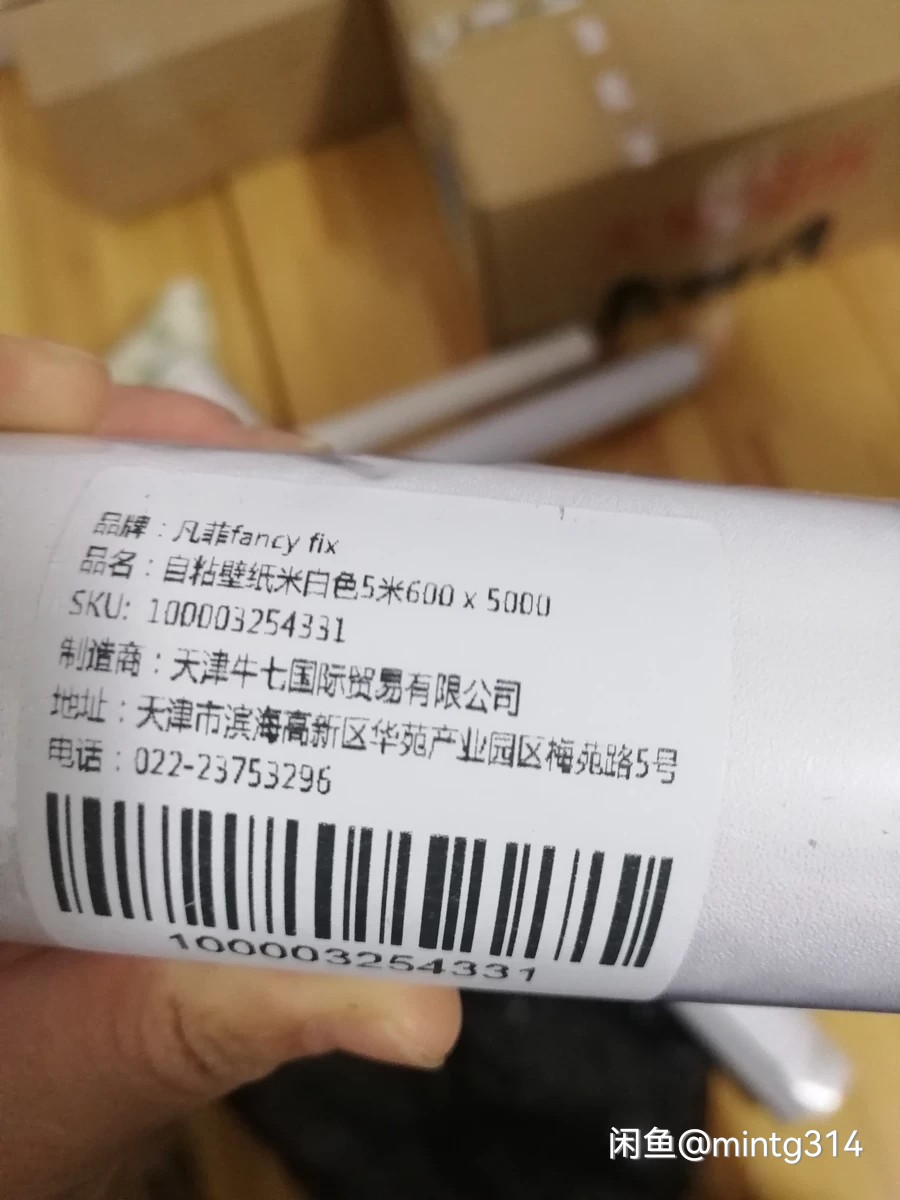 品牌：凡菲fancy fix
品名：自粘壁纸米白色5米600 x 5000
SKU: 100003254331
制造商：天津牛七国际贸易有限公司
地址：天津市滨海高新区华苑产业园区梅苑路5号
电话：022-23753296
100003254331
闲鱼@mintg314